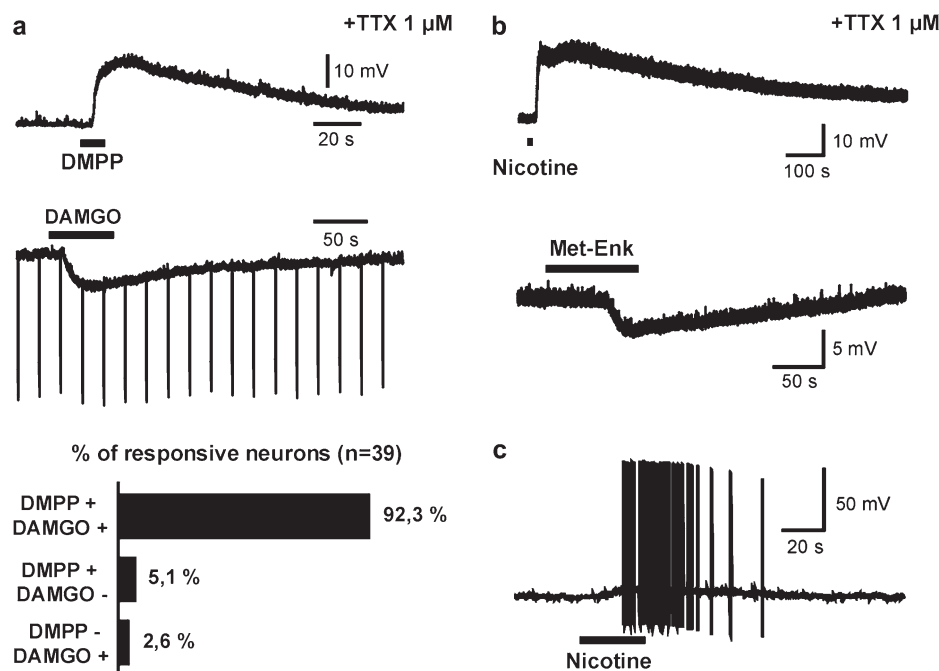 a
+TTX 1 µM
10 mV
20 s
DMPP
DAMGO
50 s
% of responsive neurons (n=39)
DMPP +
DAMGO +
92,3 %
DMPP +
DAMGO -
5,1 %
DMPP -
DAMGO +
2,6 %
b
+TTX 1 µM
10 mV
100 s
Nicotine
Met-Enk
5 mV
50 s
c
50 mV
20 s
Nicotine